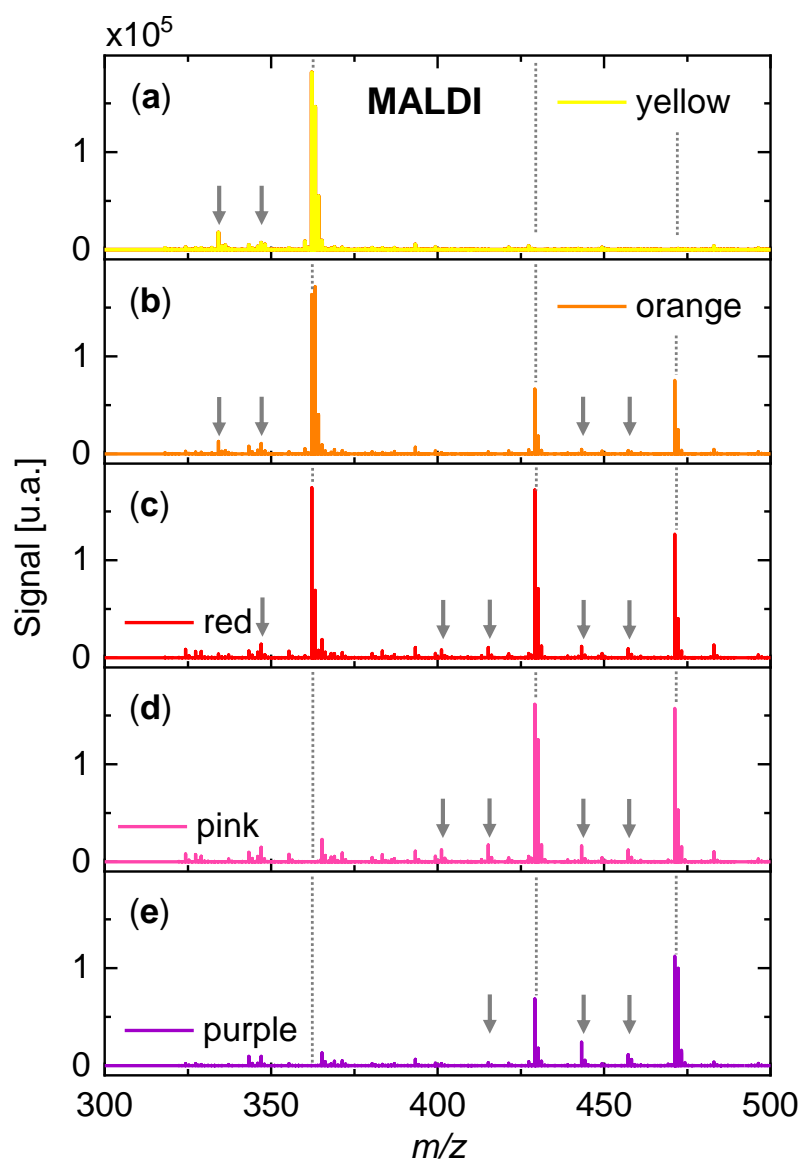 x10⁵
(a) MALDI yellow
1
0
(b) orange
1
0
(c)
1
red
0
(d)
1
pink
0
(e)
1
purple
0
Signal [u.a.]
300 350 400 450 500
m/z